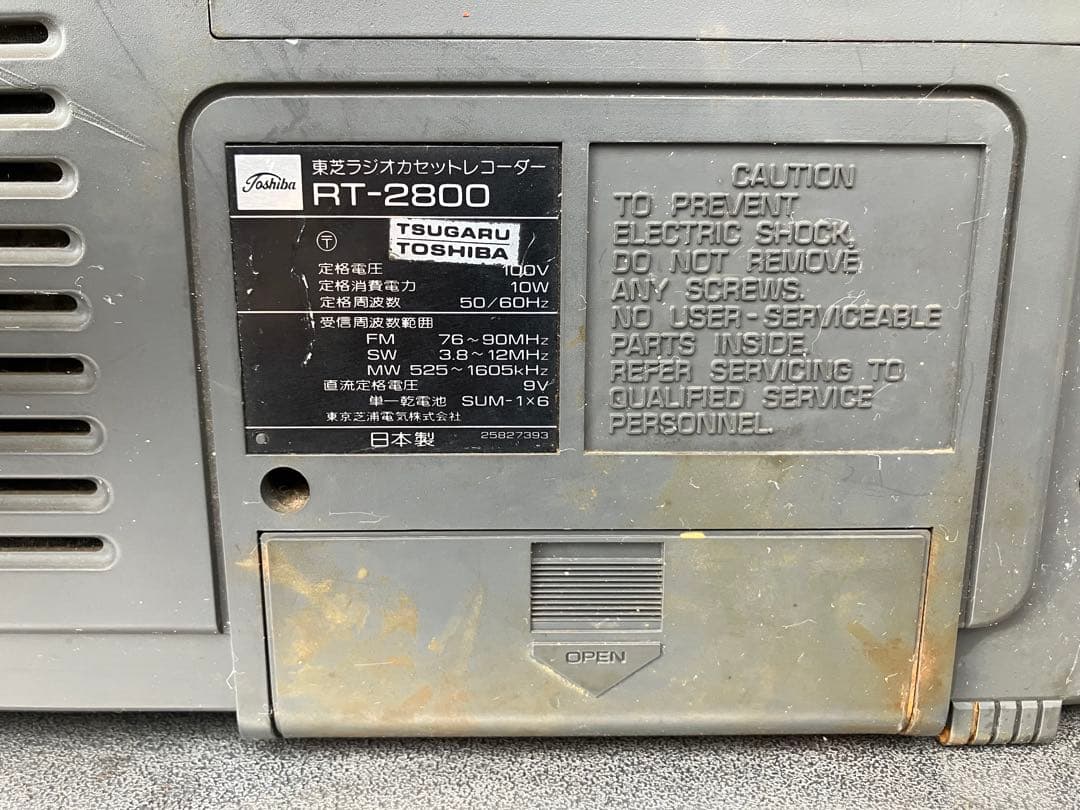 Toshiba
東芝ラジオカセットレコーダー
RT-2800
〒
TSUGARU
TOSHIBA
定格電圧 100V
定格消費電力 10W
定格周波数 50/60Hz
受信周波数範囲
FM 76～90MHz
SW 3.8～12MHz
MW 525～1605kHz
直流定格電圧 9V
単一乾電池 SUM-1×6
東京芝浦電気株式会社
日本製 25827393
CAUTION
TO PREVENT
ELECTRIC SHOCK,
DO NOT REMOVE
ANY SCREWS.
NO USER-SERVICEABLE
PARTS INSIDE.
REFER SERVICING TO
QUALIFIED SERVICE
PERSONNEL.
OPEN